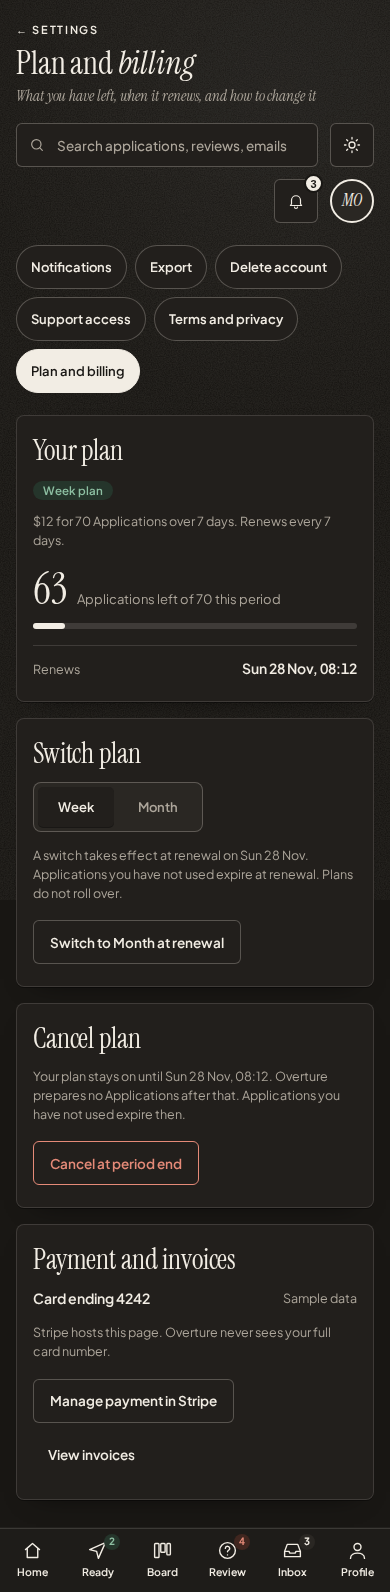 ← SETTINGS
Plan and billing
What you have left, when it renews, and how to change it
Search applications, reviews, emails
3
MO
Notifications
Export
Delete account
Support access
Terms and privacy
Plan and billing
Your plan
Week plan
$12 for 70 Applications over 7 days. Renews every 7
days.
63 Applications left of 70 this period
Renews Sun 28 Nov, 08:12
Switch plan
Week Month
A switch takes effect at renewal on Sun 28 Nov.
Applications you have not used expire at renewal. Plans
do not roll over.
Switch to Month at renewal
Cancel plan
Your plan stays on until Sun 28 Nov, 08:12. Overture
prepares no Applications after that. Applications you
have not used expire then.
Cancel at period end
Payment and invoices
Card ending 4242 Sample data
Stripe hosts this page. Overture never sees your full
card number.
Manage payment in Stripe
View invoices
2 4 3
Home Ready Board Review Inbox Profile